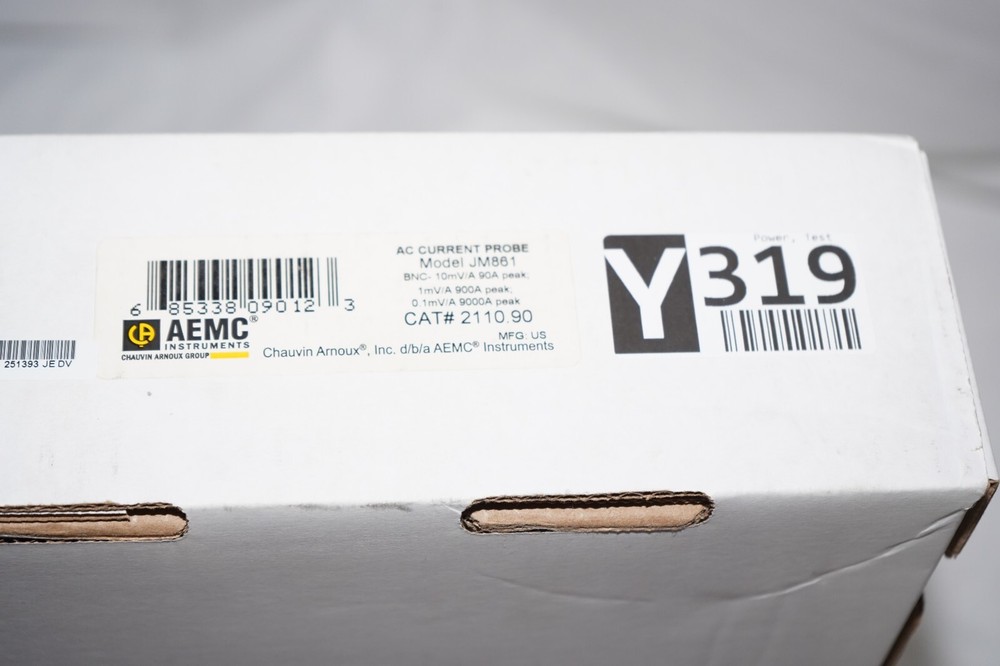 251393 JE DV
6 85338 09012 3
AEMC®
INSTRUMENTS
CHAUVIN ARNOUX GROUP
AC CURRENT PROBE
Model JM861
BNC- 10mV/A 90A peak;
1mV/A 900A peak;
0.1mV/A 9000A peak
CAT# 2110.90
MFG: US
Chauvin Arnoux®, Inc. d/b/a AEMC® Instruments
Power, Test
Y 319